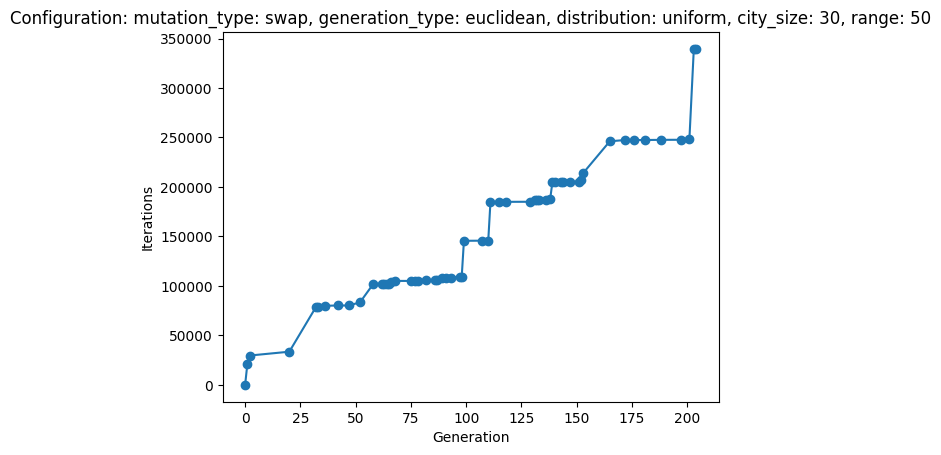 Configuration: mutation_type: swap, generation_type: euclidean, distribution: uniform, city_size: 30, range: 50
350000
300000
250000
200000
150000
100000
50000
0
Iterations
0 25 50 75 100 125 150 175 200
Generation